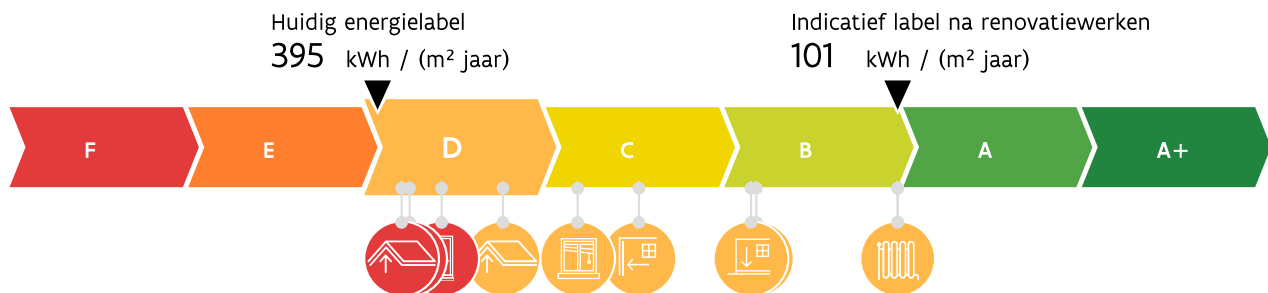 Huidig energielabel
395 kWh / (m² jaar)
Indicatief label na renovatiewerken
101 kWh / (m² jaar)
F E D C B A A+